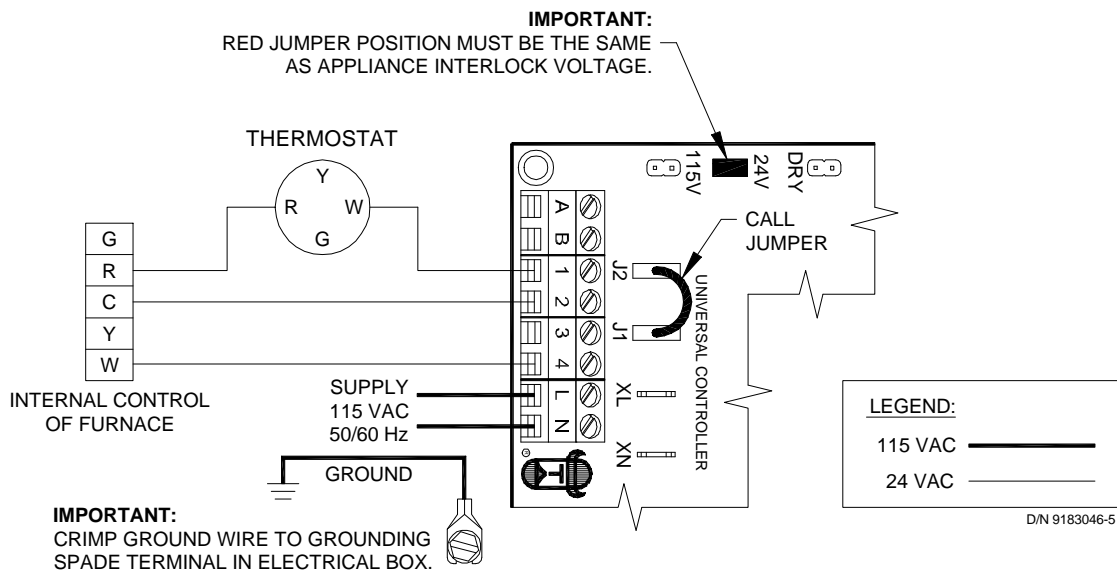 IMPORTANT:
RED JUMPER POSITION MUST BE THE SAME
AS APPLIANCE INTERLOCK VOLTAGE.
THERMOSTAT
Y
R
W
G
115V
24V
DRY
CALL
JUMPER
A
B
1
2
3
4
L
N
J2
J1
UNIVERSAL CONTROLLER
XL
XN
G
R
C
Y
W
INTERNAL CONTROL
OF FURNACE
SUPPLY
115 VAC
50/60 Hz
GROUND
IMPORTANT:
CRIMP GROUND WIRE TO GROUNDING
SPADE TERMINAL IN ELECTRICAL BOX.
LEGEND:
115 VAC
24 VAC
D/N 9183046-5